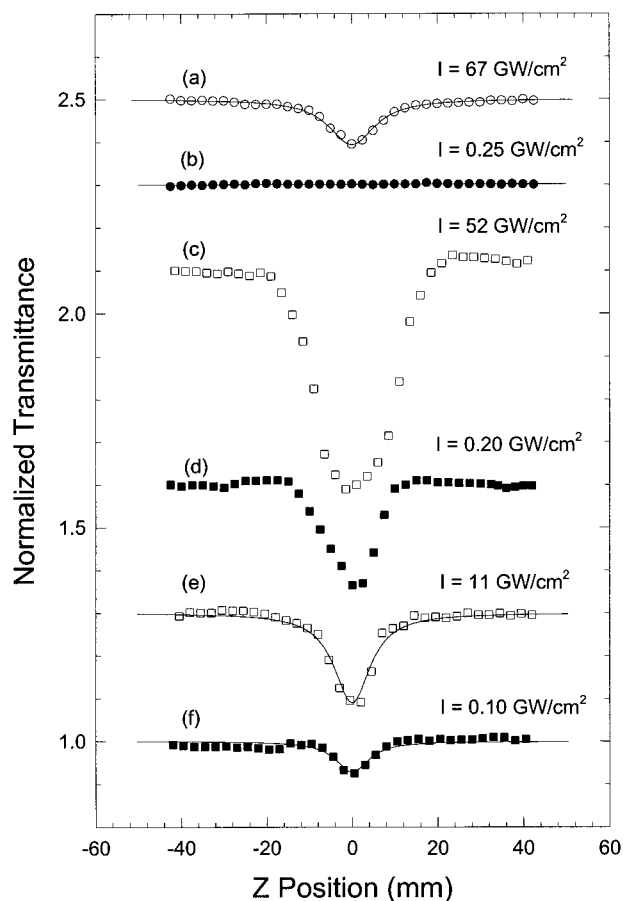 (a)
I = 67 GW/cm²
2.5
(b)
I = 0.25 GW/cm²
(c)
I = 52 GW/cm²
2.0
Normalized Transmittance
(d)
I = 0.20 GW/cm²
1.5
(e)
I = 11 GW/cm²
(f)
I = 0.10 GW/cm²
1.0
-60
-40
-20
0
20
40
60
Z Position (mm)